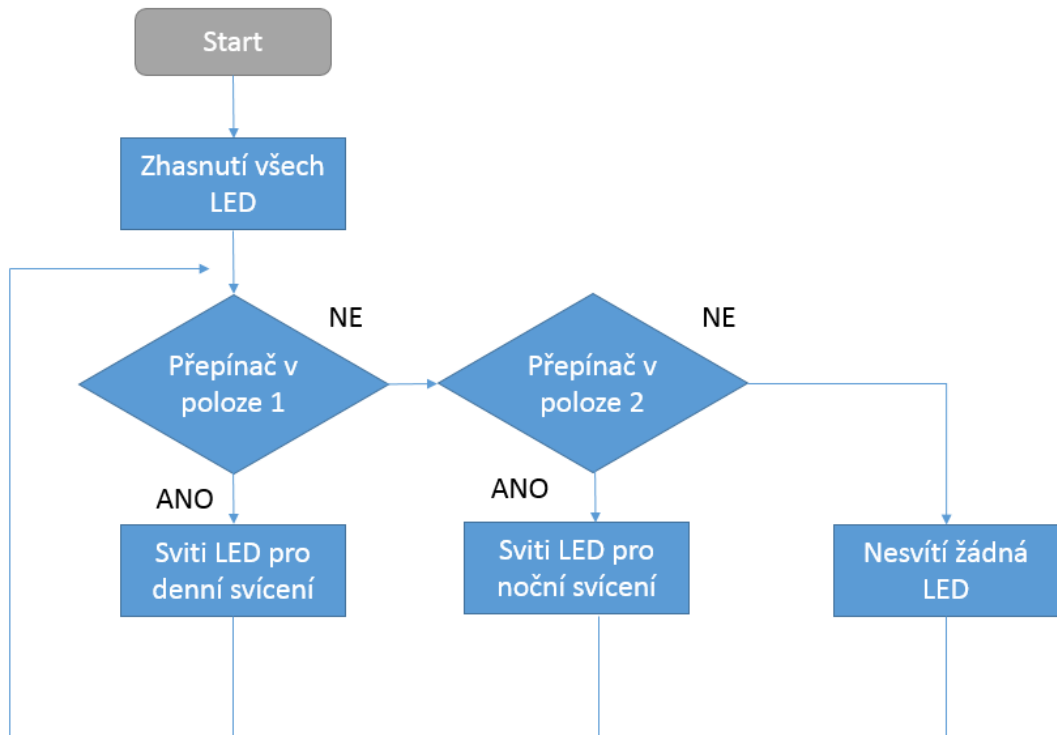 Start
Zhasnutí všech
LED
NE
NE
Přepínač v
poloze 1
Přepínač v
poloze 2
ANO
ANO
Sviti LED pro
denní svícení
Sviti LED pro
noční svícení
Nesvítí žádná
LED